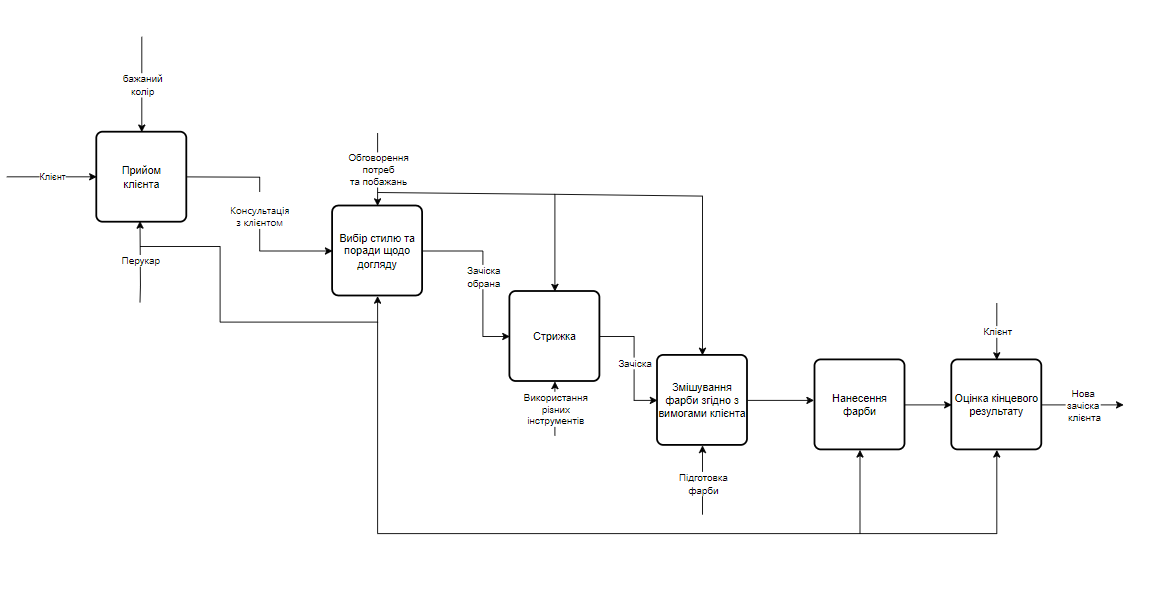 бажаний
колір
Прийом
клієнта
Клієнт
Перукар
Консультація
з клієнтом
Обговорення
потреб
та побажань
Вибір стилю та
поради щодо
догляду
Зачіска
обрана
Стрижка
Використання
різних
інструментів
Зачіска
Змішування
фарби згідно з
вимогами клієнта
Підготовка
фарби
Нанесення
фарби
Клієнт
Оцінка кінцевого
результату
Нова
зачіска
клієнта